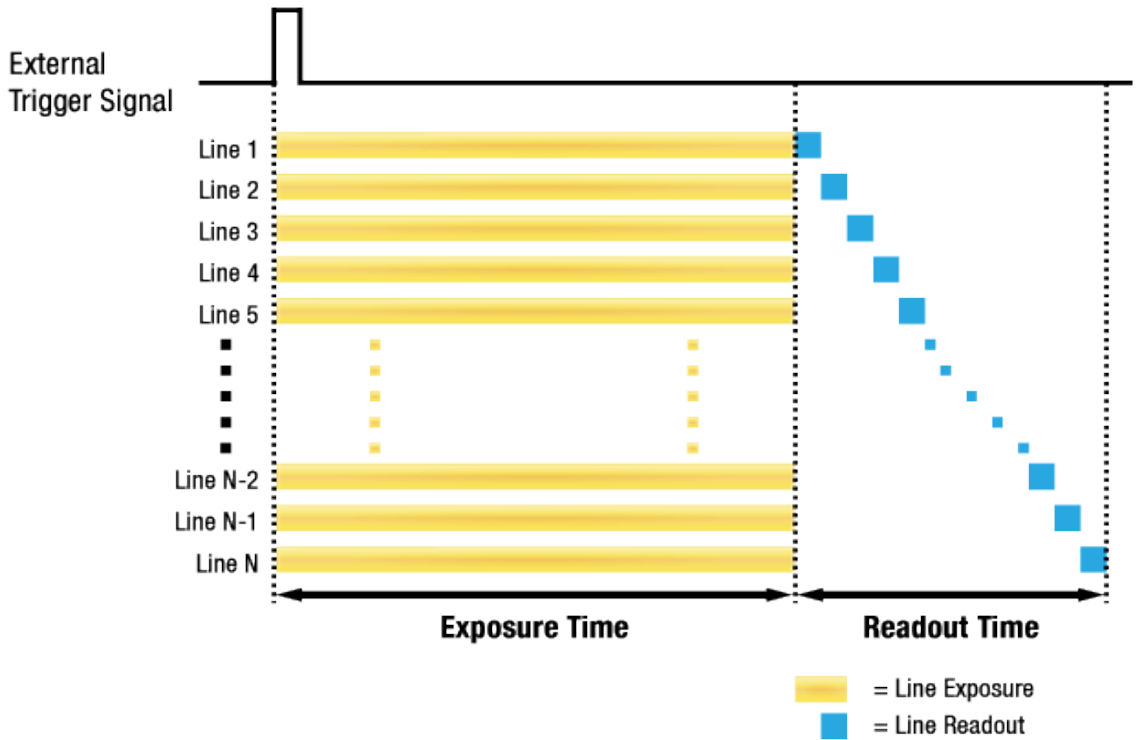 External
Trigger Signal
Line 1
Line 2
Line 3
Line 4
Line 5
Line N-2
Line N-1
Line N
Exposure Time
Readout Time
= Line Exposure
= Line Readout